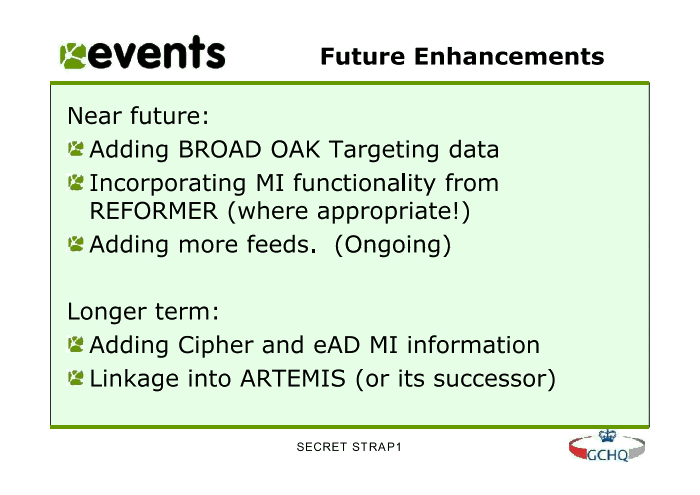 events
Future Enhancements
Near future:
Adding BROAD OAK Targeting data
Incorporating MI functionality from
REFORMER (where appropriate!)
Adding more feeds.  (Ongoing)
Longer term:
Adding Cipher and eAD MI information
Linkage into ARTEMIS (or its successor)
SECRET STRAP1
GCHQ